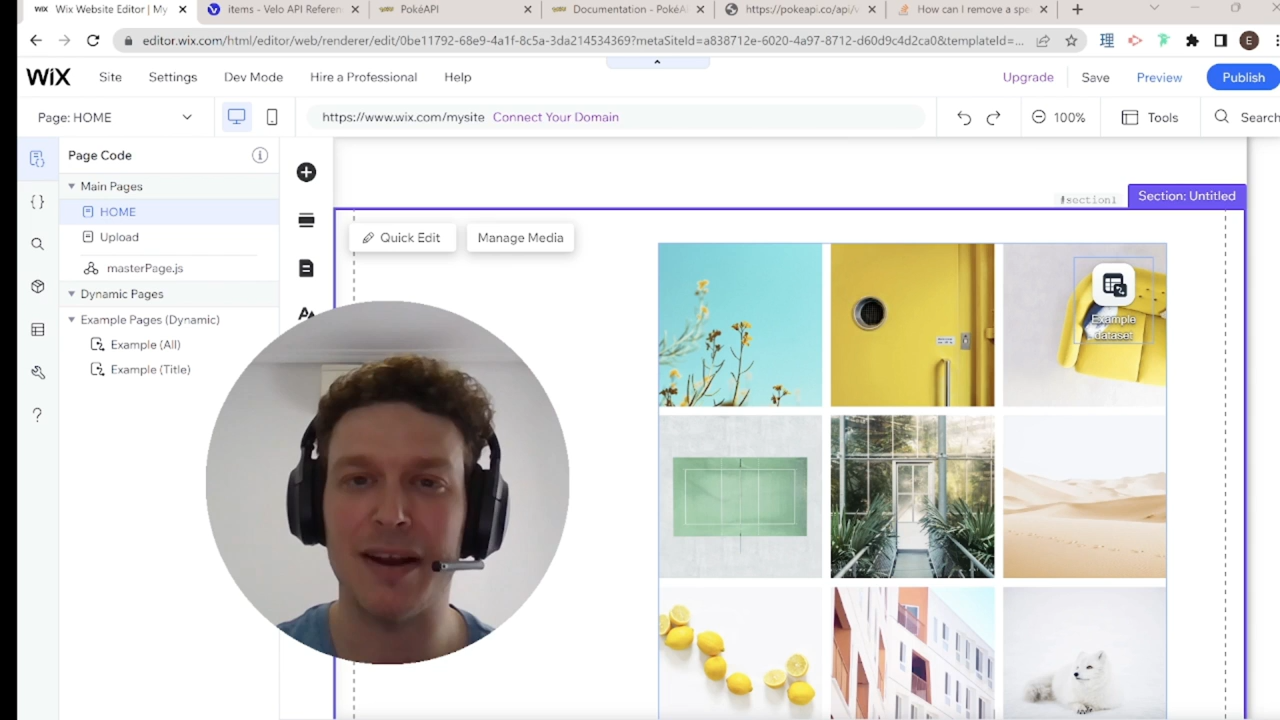 WiX Wix Website Editor | My
items - Velo API Referen
PokéAPI
Documentation - PokéA
https://pokeapi.co/api/v
How can I remove a spe
editor.wix.com/html/editor/web/renderer/edit/0be11792-68e9-4a1f-8c5a-3da214534369?metaSiteId=a838712e-6020-4a97-8712-d60d9c4d2ca0&templateId=...
E
WiX Site Settings Dev Mode Hire a Professional Help Upgrade Save Preview Publish
Page: HOME https://www.wix.com/mysite Connect Your Domain 100% Tools Search
Page Code
Main Pages
HOME
Upload
masterPage.js
Dynamic Pages
Example Pages (Dynamic)
Example (All)
Example (Title)
#section1 Section: Untitled
Quick Edit Manage Media
Example
dataset